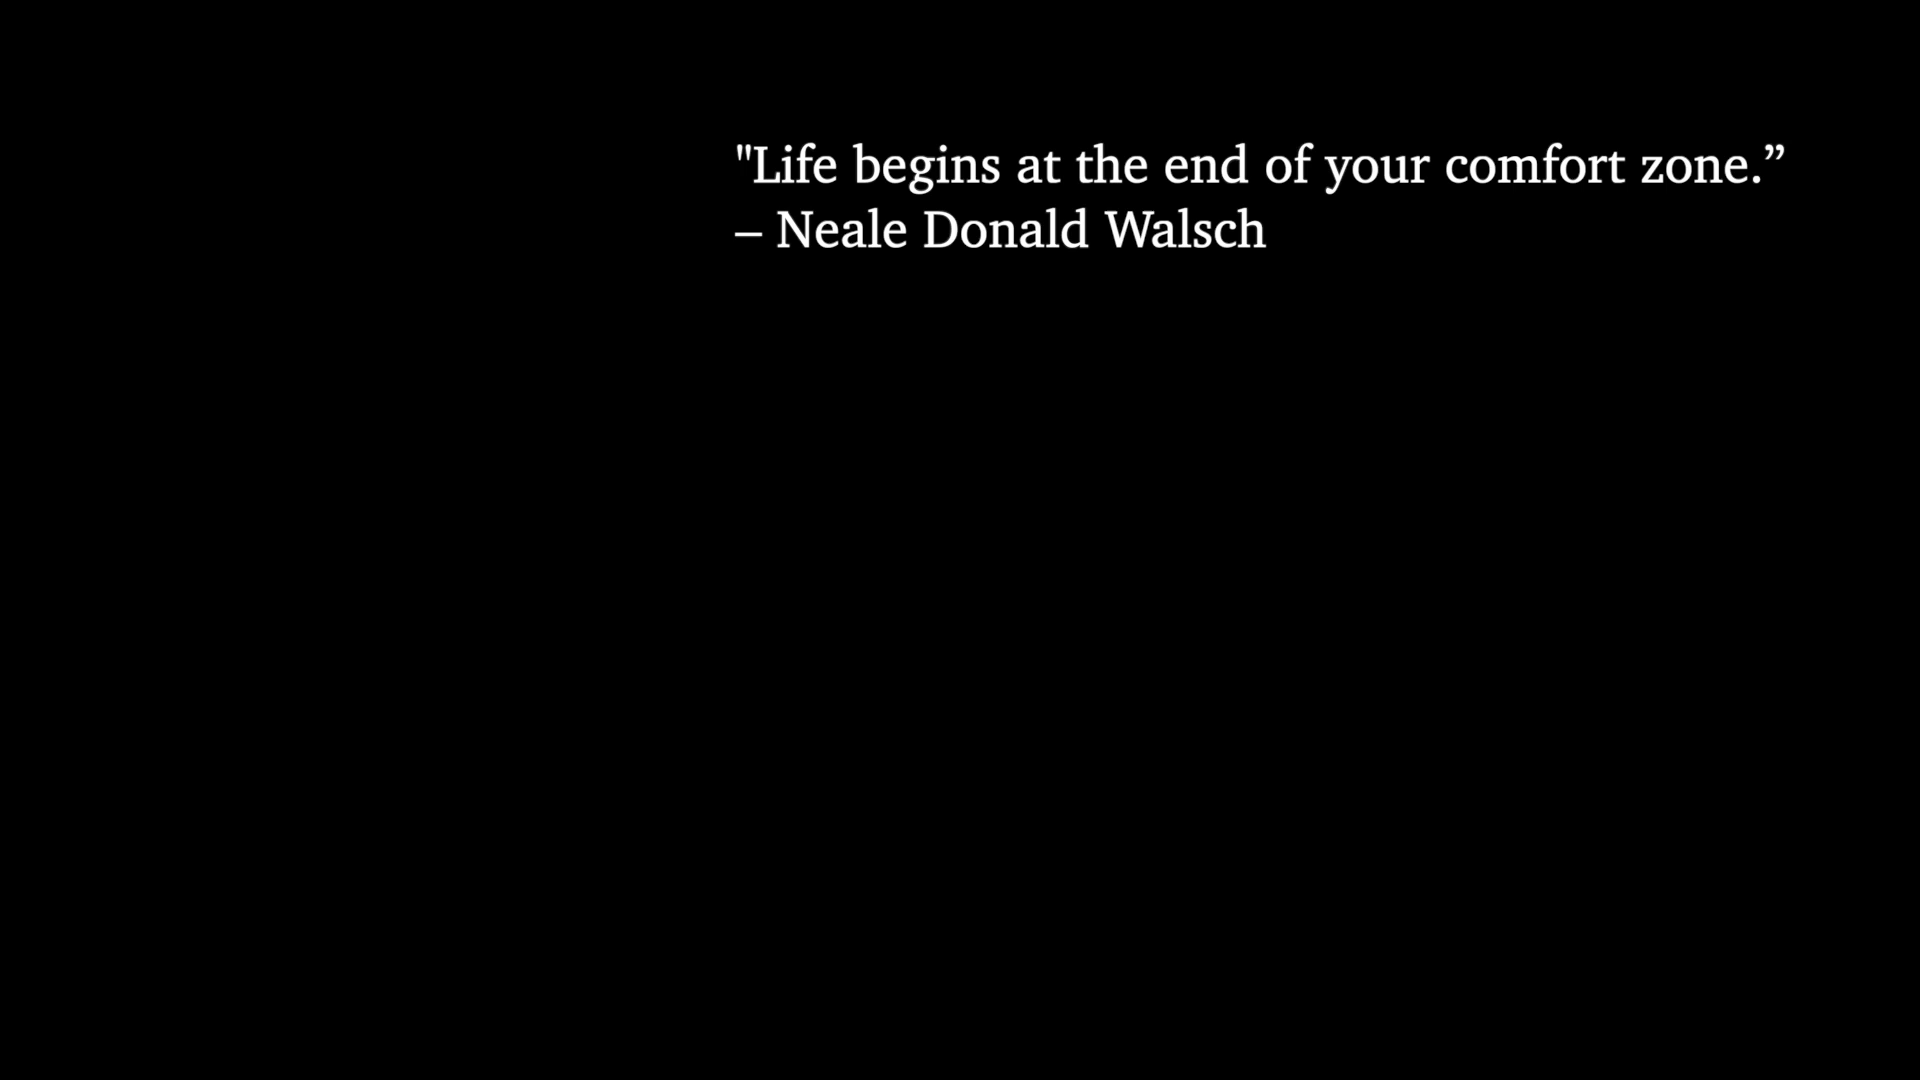 "Life begins at the end of your comfort zone.”
– Neale Donald Walsch